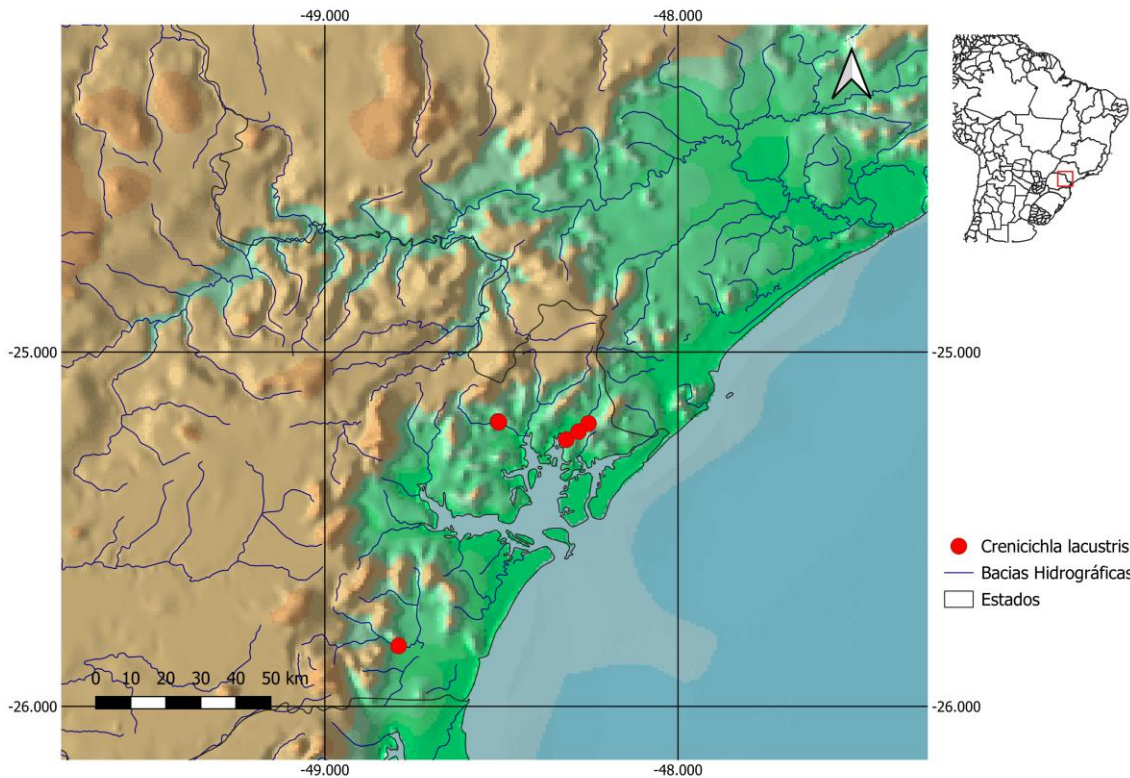 -49.000
-48.000
-25.000
-25.000
Crenicichla lacustris
Bacias Hidrográficas
Estados
0 10 20 30 40 50 km
-26.000
-26.000
-49.000
-48.000